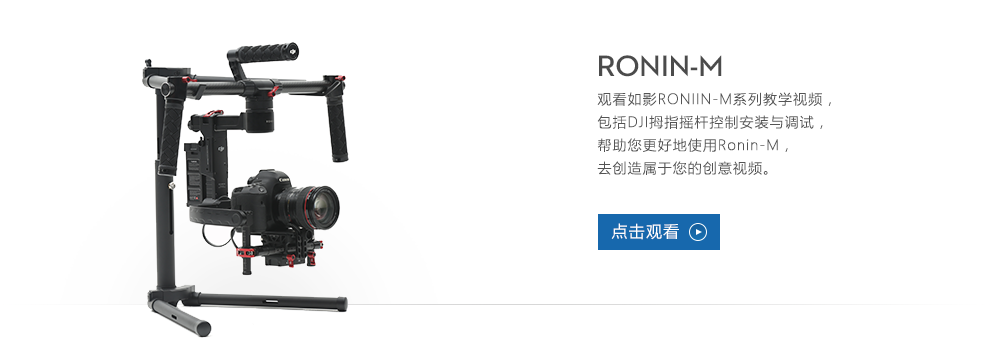 RONIN-M
观看如影RONIIN-M系列教学视频，
包括DJI拇指摇杆控制安装与调试，
帮助您更好地使用Ronin-M，
去创造属于您的创意视频。
点击观看